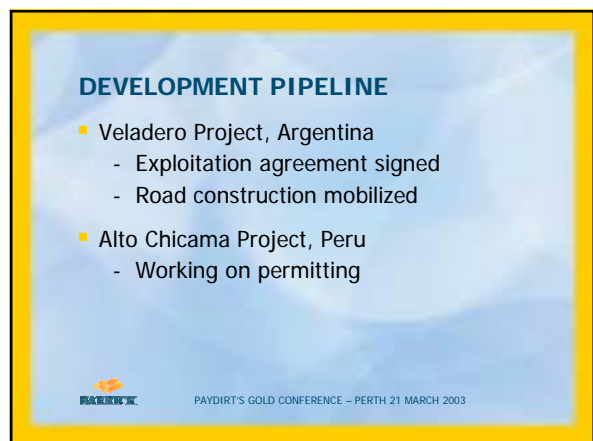 DEVELOPMENT PIPELINE
▪ Veladero Project, Argentina
- Exploitation agreement signed
- Road construction mobilized
▪ Alto Chicama Project, Peru
- Working on permitting
PAYDIRT'S GOLD CONFERENCE – PERTH 21 MARCH 2003